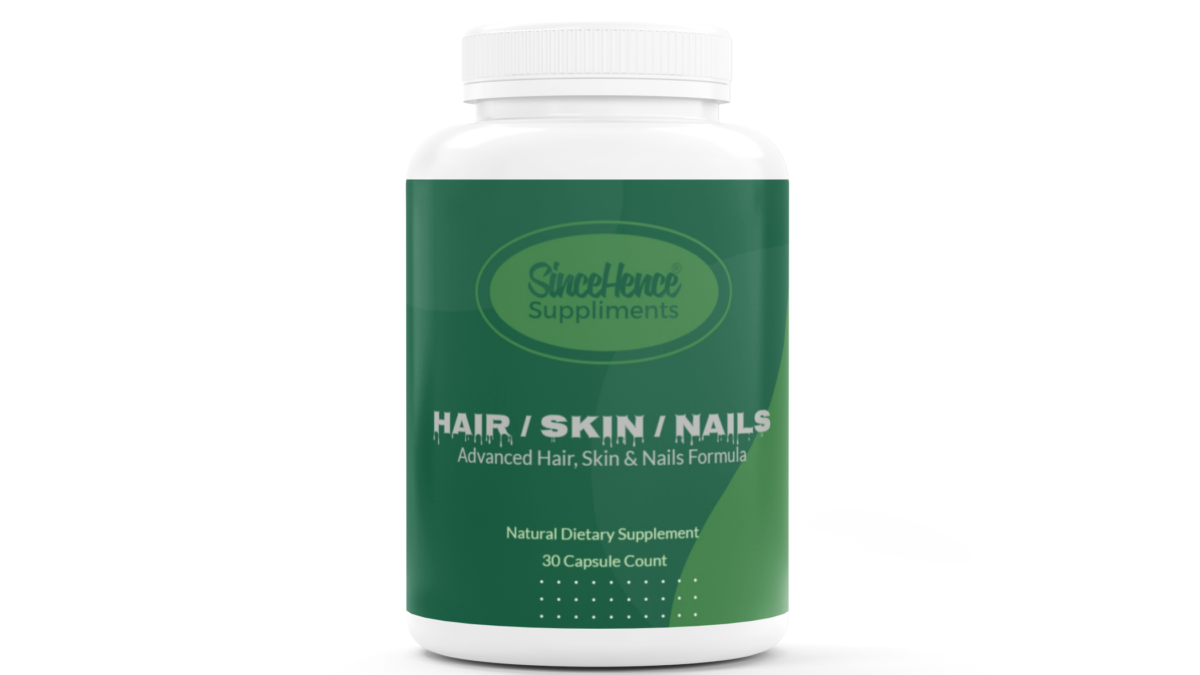 SinceHence®
Suppliments
HAIR / SKIN / NAILS
Advanced Hair, Skin & Nails Formula
Natural Dietary Supplement
30 Capsule Count